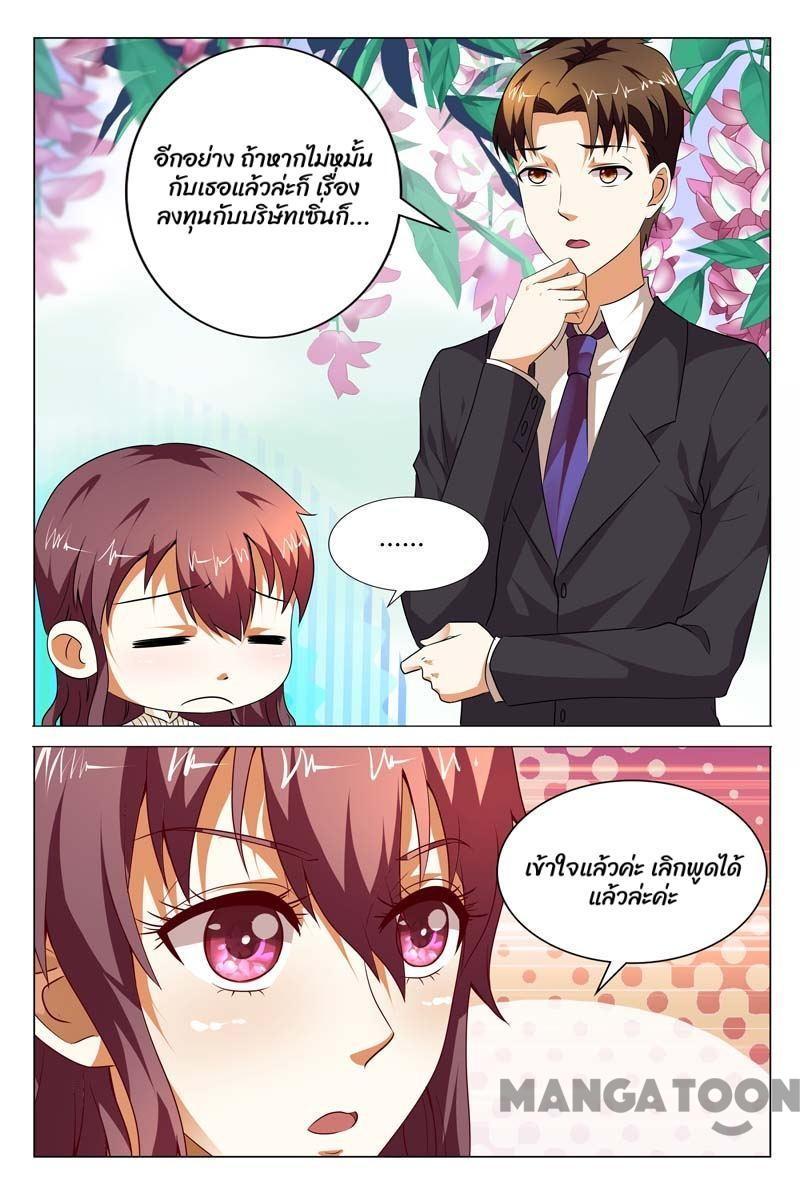 อีกอย่าง ถ้าหากไม่หมั้น
กับเธอแล้วล่ะก็ เรื่อง
ลงทุนกับบริษัทเซิ่นก็...
......
เข้าใจแล้วค่ะ เลิกพูดได้
แล้วล่ะค่ะ
MANGATOON